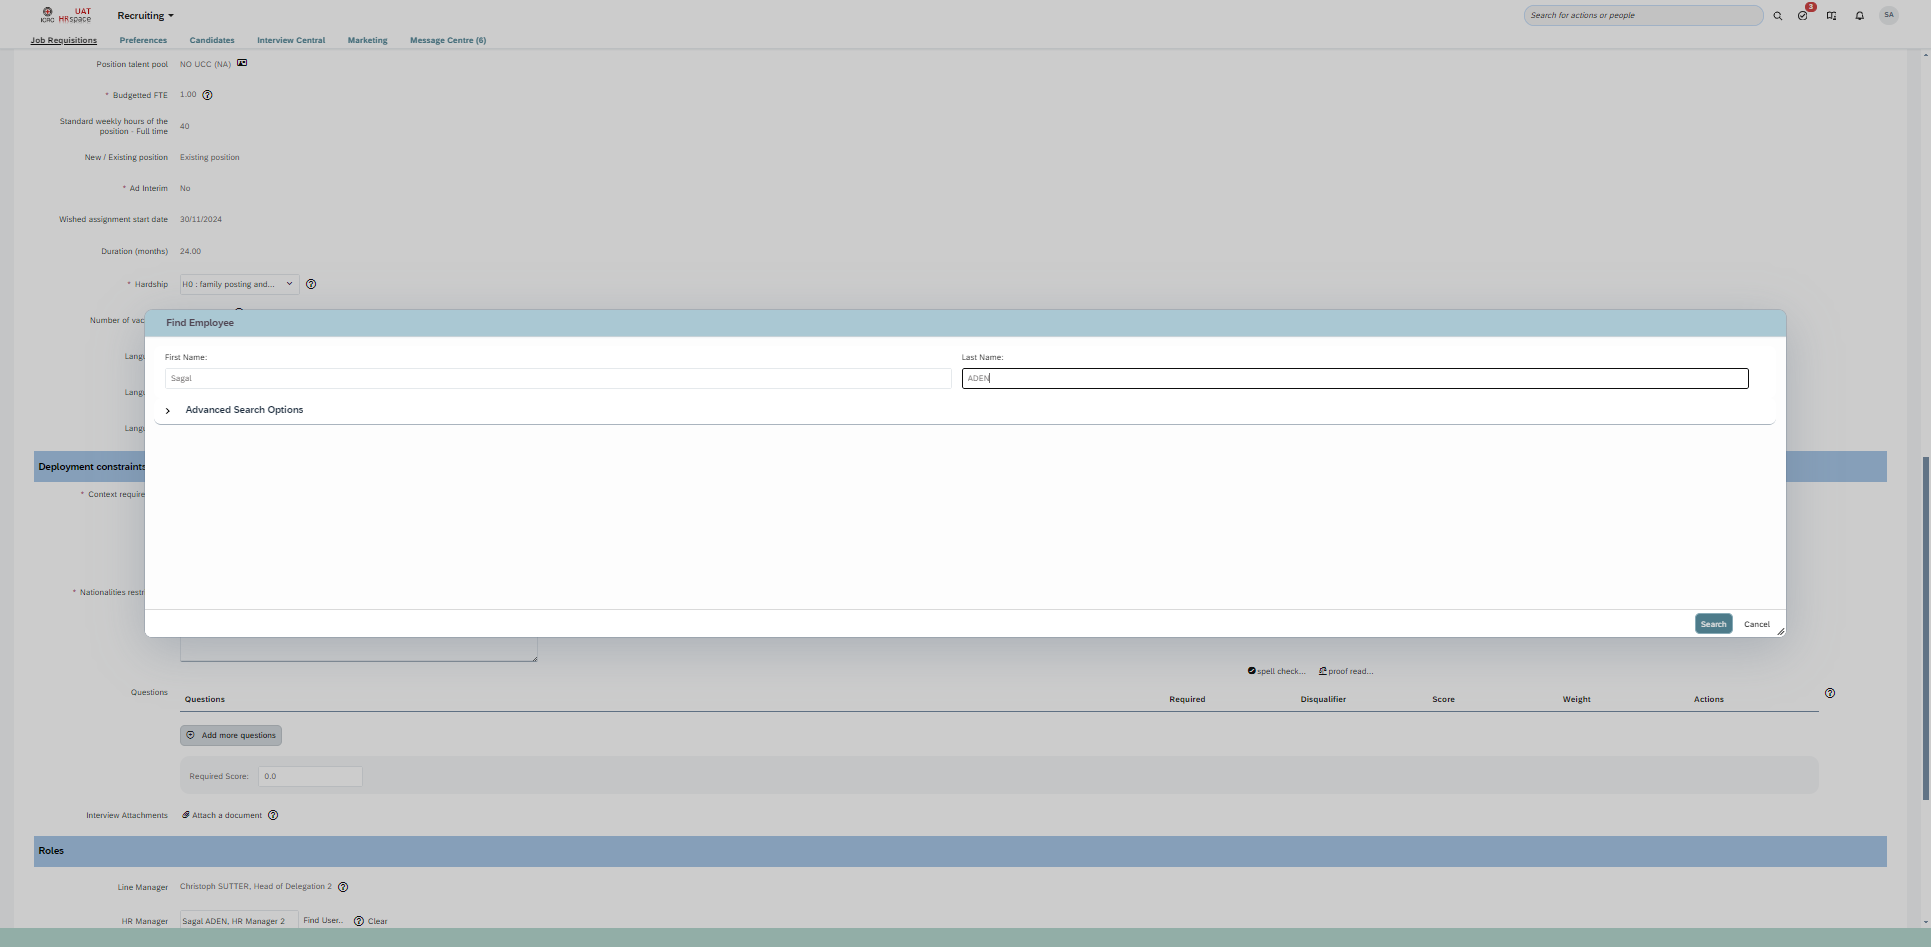 ICRC UAT HRspace
Recruiting
Search for actions or people
3
SA
Job Requisitions Preferences Candidates Interview Central Marketing Message Centre (6)
Position talent pool NO UCC (NA)
* Budgetted FTE 1.00
Standard weekly hours of the
position - Full time 40
New / Existing position Existing position
* Ad Interim No
Wished assignment start date 30/11/2024
Duration (months) 24.00
* Hardship H0 : family posting and...
Number of vac
Find Employee
First Name: Last Name:
Sagal ADEN
Advanced Search Options
Langu
Langu
Langu
Deployment constraints
* Context require
* Nationalities restr
Search Cancel
spell check... proof read...
Questions Questions Required Disqualifier Score Weight Actions
Add more questions
Required Score: 0.0
Interview Attachments Attach a document
Roles
Line Manager Christoph SUTTER, Head of Delegation 2
HR Manager Sagal ADEN, HR Manager 2 Find User.. Clear